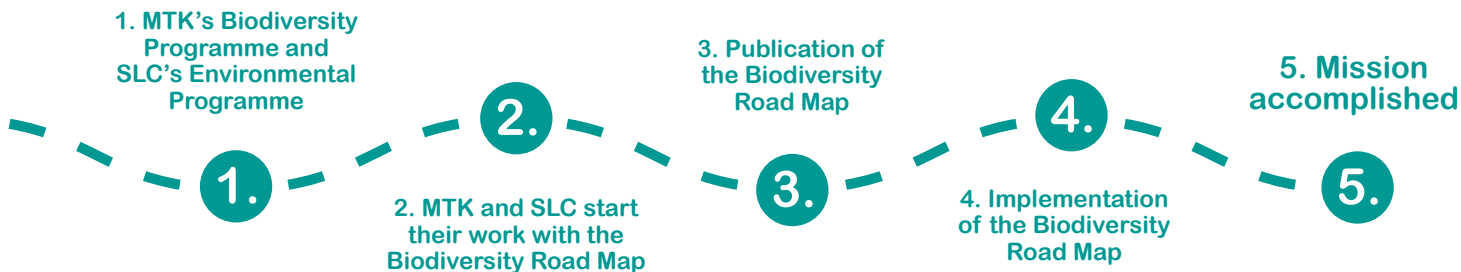 1. MTK's Biodiversity
Programme and
SLC's Environmental
Programme
1.
2.
2. MTK and SLC start
their work with the
Biodiversity Road Map
3. Publication of
the Biodiversity
Road Map
3.
4.
4. Implementation
of the Biodiversity
Road Map
5. Mission
accomplished
5.